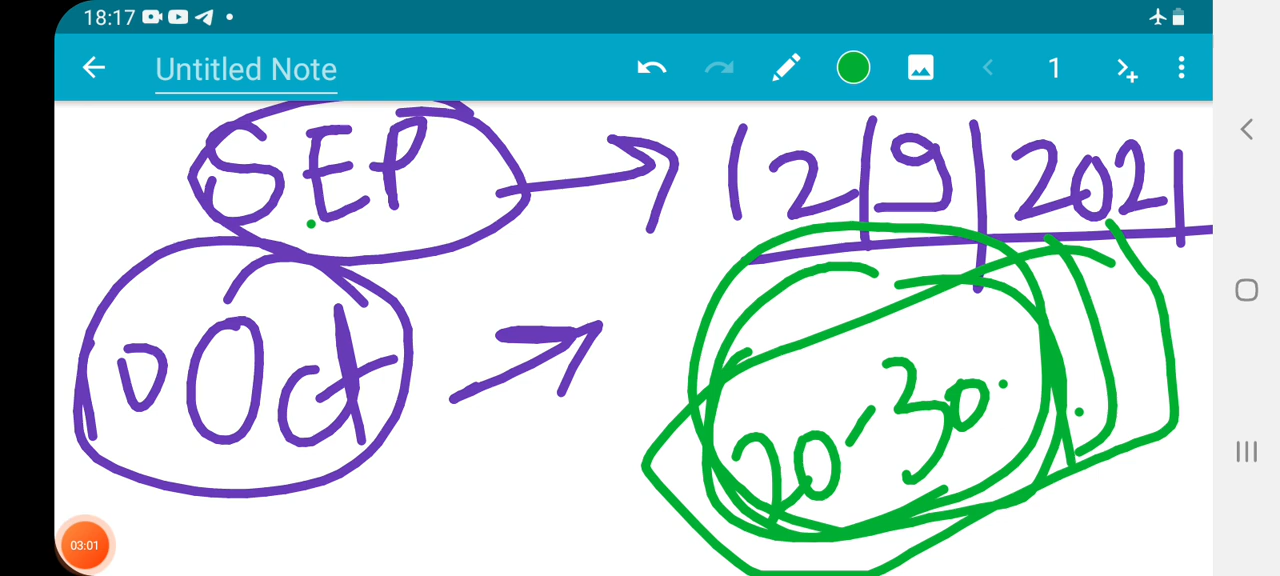 18:17
Untitled Note
1
SEP 12/9/2021
Oct 20-30
03:01